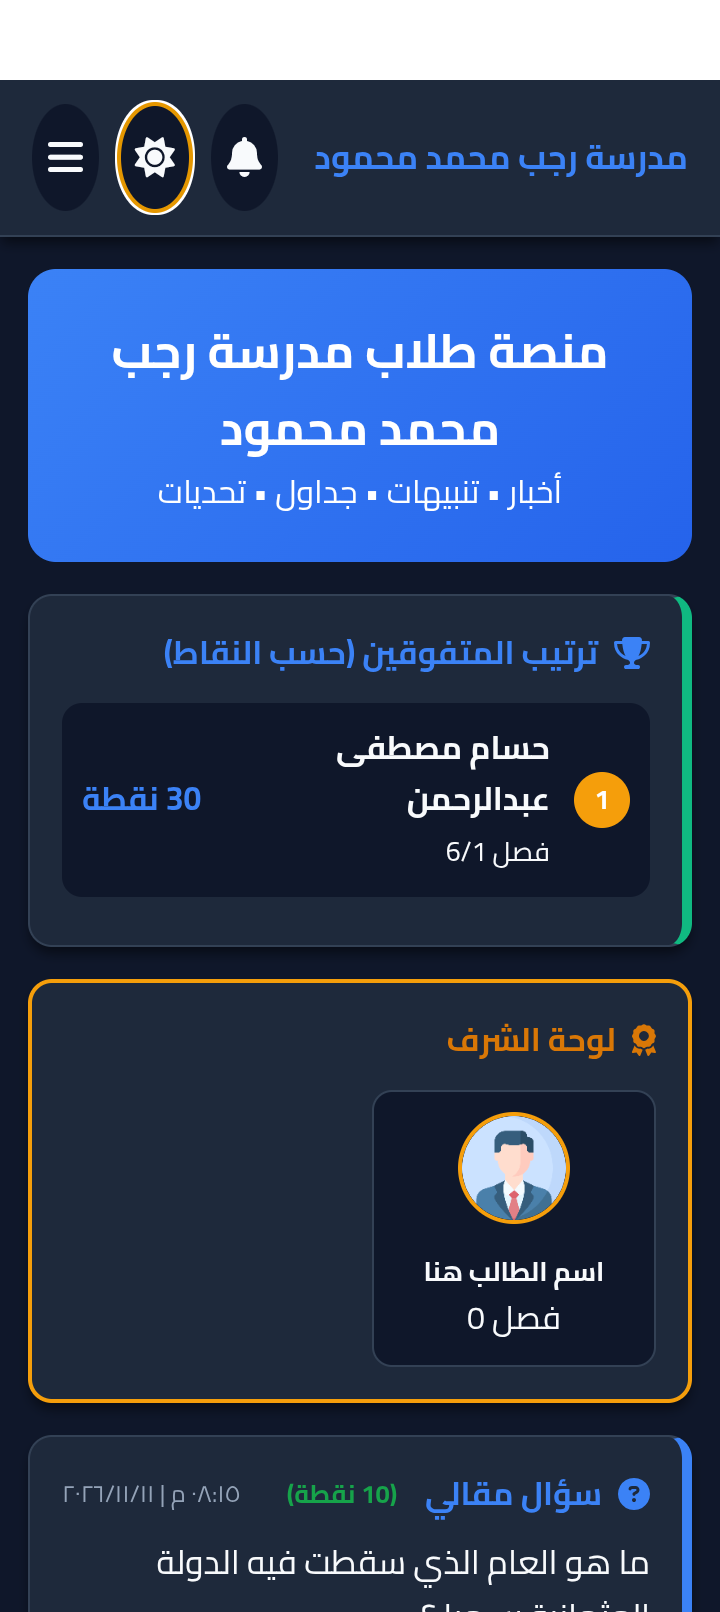 مدرسة رجب محمد محمود
منصة طلاب مدرسة رجب
محمد محمود
أخبار ▪ تنبيهات ▪ جداول ▪ تحديات
ترتيب المتفوقين (حسب النقاط)
1
حسام مصطفى
عبدالرحمن
فصل 6/1
30 نقطة
لوحة الشرف
اسم الطالب هنا
فصل 0
سؤال مقالي (10 نقطة) ٠٨:١٥ م | ٢٠٢٦/١١/١١
ما هو العام الذي سقطت فيه الدولة